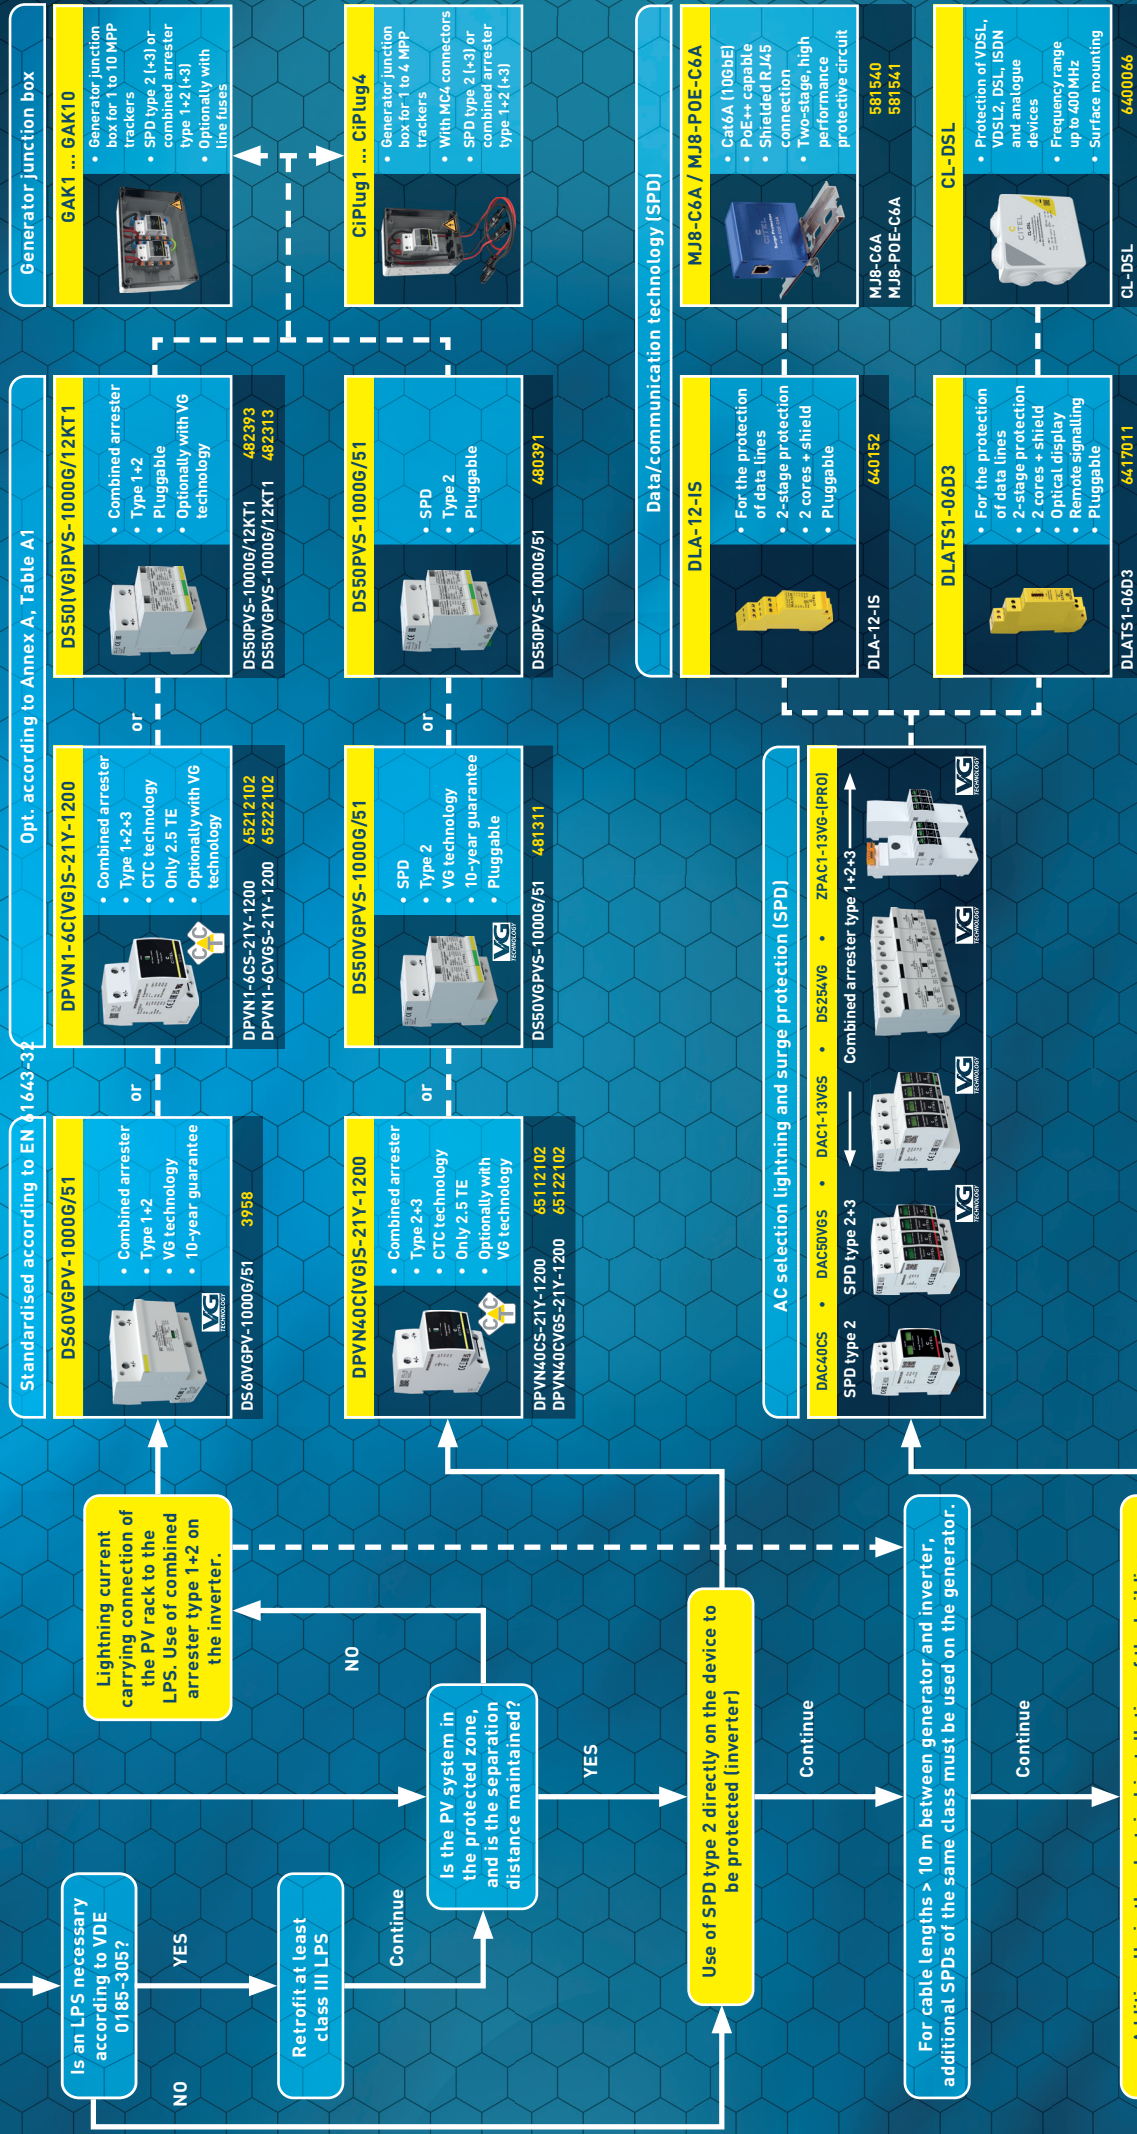 Is an LPS necessary
according to VDE
0185-305?
NO
YES
Retrofit at least
class III LPS
Continue
Is the PV system in
the protected zone,
and is the separation
distance maintained?
NO
YES
Lightning current
carrying connection of
the PV rack to the
LPS. Use of combined
arrester type 1+2 on
the inverter.
Use of SPD type 2 directly on the device to
be protected (inverter)
Continue
For cable lengths > 10 m between generator and inverter,
additional SPDs of the same class must be used on the generator.
Continue
Standardised according to EN 61643-32
DS60VGPV-1000G/51
• Combined arrester
• Type 1+2
• VG technology
• 10-year guarantee
VG
TECHNOLOGY
DS60VGPV-1000G/51 3958
or
DPVN40C(VG)S-21Y-1200
• Combined arrester
• Type 2+3
• CTC technology
• Only 2.5 TE
• Optionally with
VG technology
CTC
DPVN40CS-21Y-1200 65112102
DPVN40CVGS-21Y-1200 65122102
or
Opt. according to Annex A, Table A1
DPVN1-6C(VG)S-21Y-1200
• Combined arrester
• Type 1+2+3
• CTC technology
• Only 2.5 TE
• Optionally with VG
technology
CTC
DPVN1-6CS-21Y-1200 65212102
DPVN1-6CVGS-21Y-1200 65222102
or
DS50(VG)PVS-1000G/12KT1
• Combined arrester
• Type 1+2
• Pluggable
• Optionally with VG
technology
DS50PVS-1000G/12KT1 482393
DS50VGPVS-1000G/12KT1 482313
DS50VGPVS-1000G/51
• SPD
• Type 2
• VG technology
• 10-year guarantee
• Pluggable
VG
TECHNOLOGY
DS50VGPVS-1000G/51 481311
or
DS50PVS-1000G/51
• SPD
• Type 2
• Pluggable
DS50PVS-1000G/51 480391
Generator junction box
GAK1 ... GAK10
• Generator junction
box for 1 to 10 MPP
trackers
• SPD type 2 (+3) or
combined arrester
type 1+2 (+3)
• Optionally with
line fuses
CiPlug1 ... CiPlug4
• Generator junction
box for 1 to 4 MPP
trackers
• With MC4 connectors
• SPD type 2 (+3) or
combined arrester
type 1+2 (+3)
AC selection lightning and surge protection (SPD)
DAC40CS • DAC50VGS • DAC1-13VGS • DS254VG • ZPAC1-13VG-(PRO)
SPD type 2 SPD type 2+3 Combined arrester type 1+2+3
VG
TECHNOLOGY
VG
TECHNOLOGY
VG
TECHNOLOGY
VG
TECHNOLOGY
Data/communication technology (SPD)
DLA-12-IS
• For the protection
of data lines
• 2-stage protection
• 2 cores + shield
• Pluggable
DLA-12-IS 640152
MJ8-C6A / MJ8-POE-C6A
• Cat6A (10GbE)
• PoE++ capable
• Shielded RJ45
connection
• Two-stage, high
performance
protective circuit
CITEL
MJ8-C6A 581540
MJ8-POE-C6A 581541
DLATS1-06D3
• For the protection
of data lines
• 2-stage protection
• 2 cores + shield
• Optical display
• Remote signalling
• Pluggable
DLATS1-06D3 6417011
CL-DSL
• Protection of VDSL,
VDSL2, DSL, ISDN
and analogue
devices
• Frequency range
up to 400 MHz
• Surface mounting
CITEL
CL-DSL 6400066